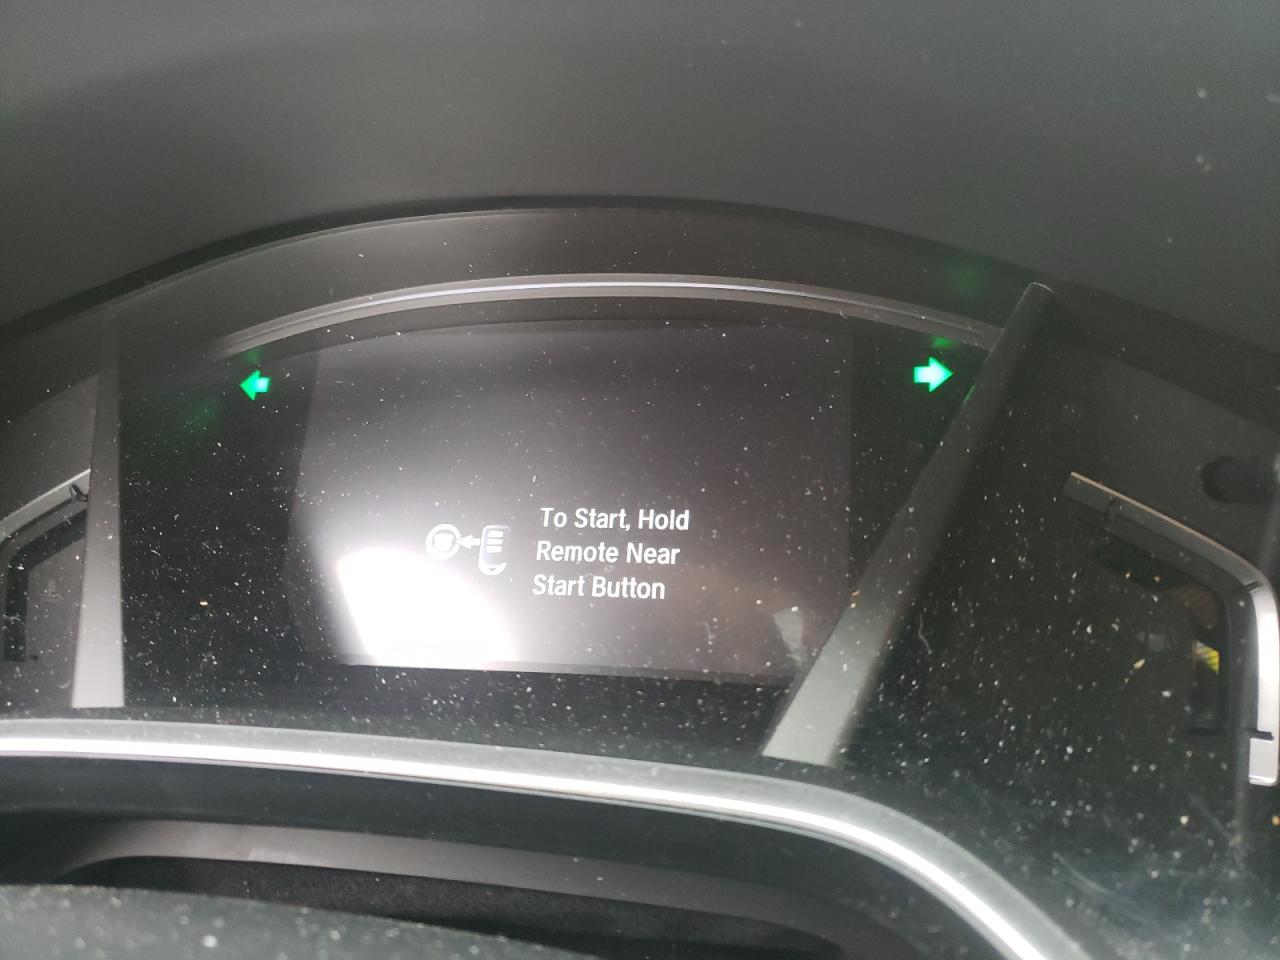 To Start, Hold
Remote Near
Start Button